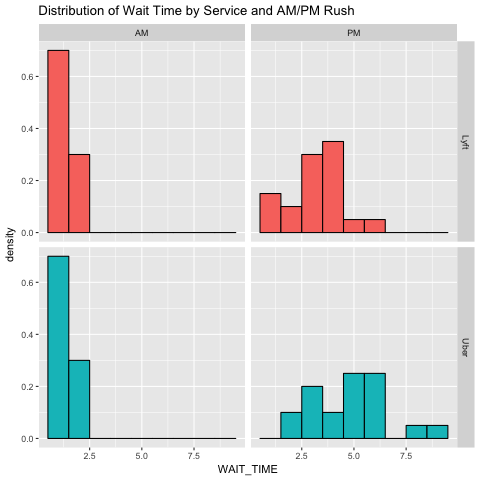 Distribution of Wait Time by Service and AM/PM Rush
AM
PM
0.6
0.4
0.2
0.0
Lyft
density
0.6
0.4
0.2
0.0
Uber
2.5
5.0
7.5
2.5
5.0
7.5
WAIT_TIME